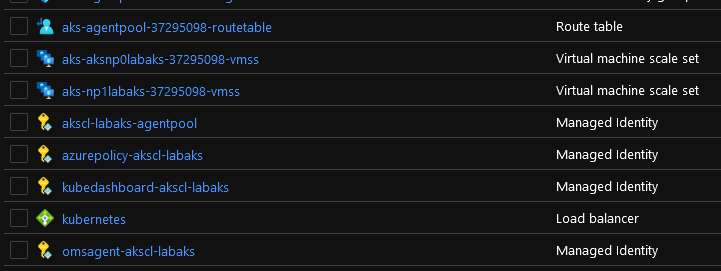 aks-agentpool-37295098-routetable Route table
aks-aksnp0labaks-37295098-vmss Virtual machine scale set
aks-np1labaks-37295098-vmss Virtual machine scale set
akscl-labaks-agentpool Managed Identity
azurepolicy-akscl-labaks Managed Identity
kubedashboard-akscl-labaks Managed Identity
kubernetes Load balancer
omsagent-akscl-labaks Managed Identity